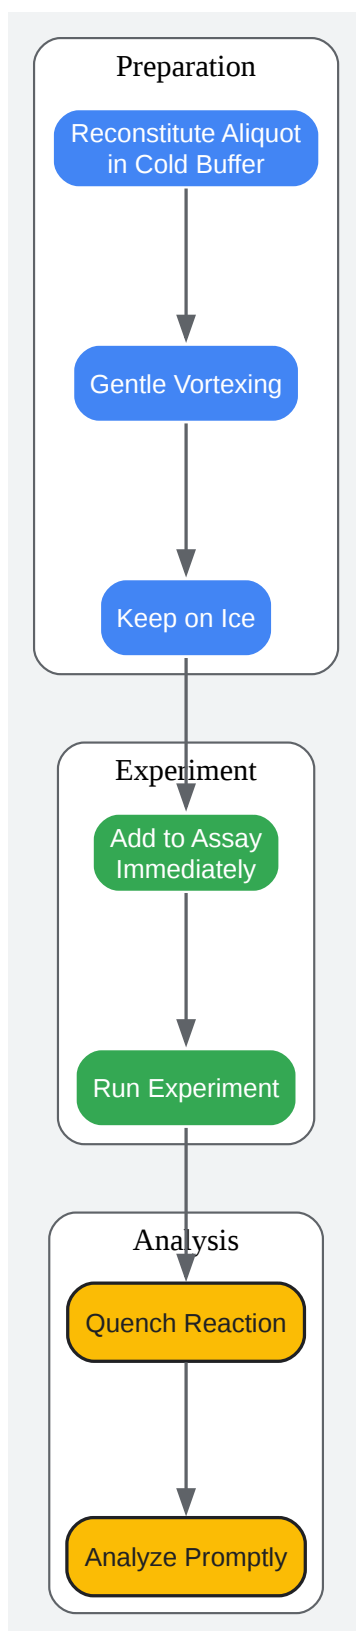 Preparation
Reconstitute Aliquot
in Cold Buffer
Gentle Vortexing
Keep on Ice
Experiment
Add to Assay
Immediately
Run Experiment
Analysis
Quench Reaction
Analyze Promptly